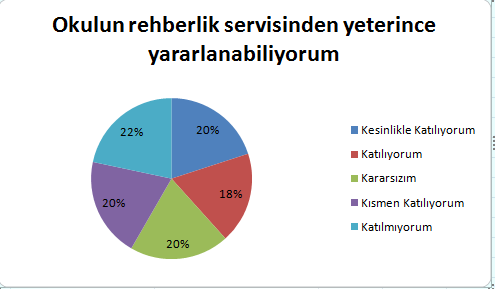 Okulun rehberlik servisinden yeterince
yararlanabiliyorum
20%
18%
20%
20%
22%
Kesinlikle Katılıyorum
Katılıyorum
Kararsızım
Kısmen Katılıyorum
Katılmıyorum